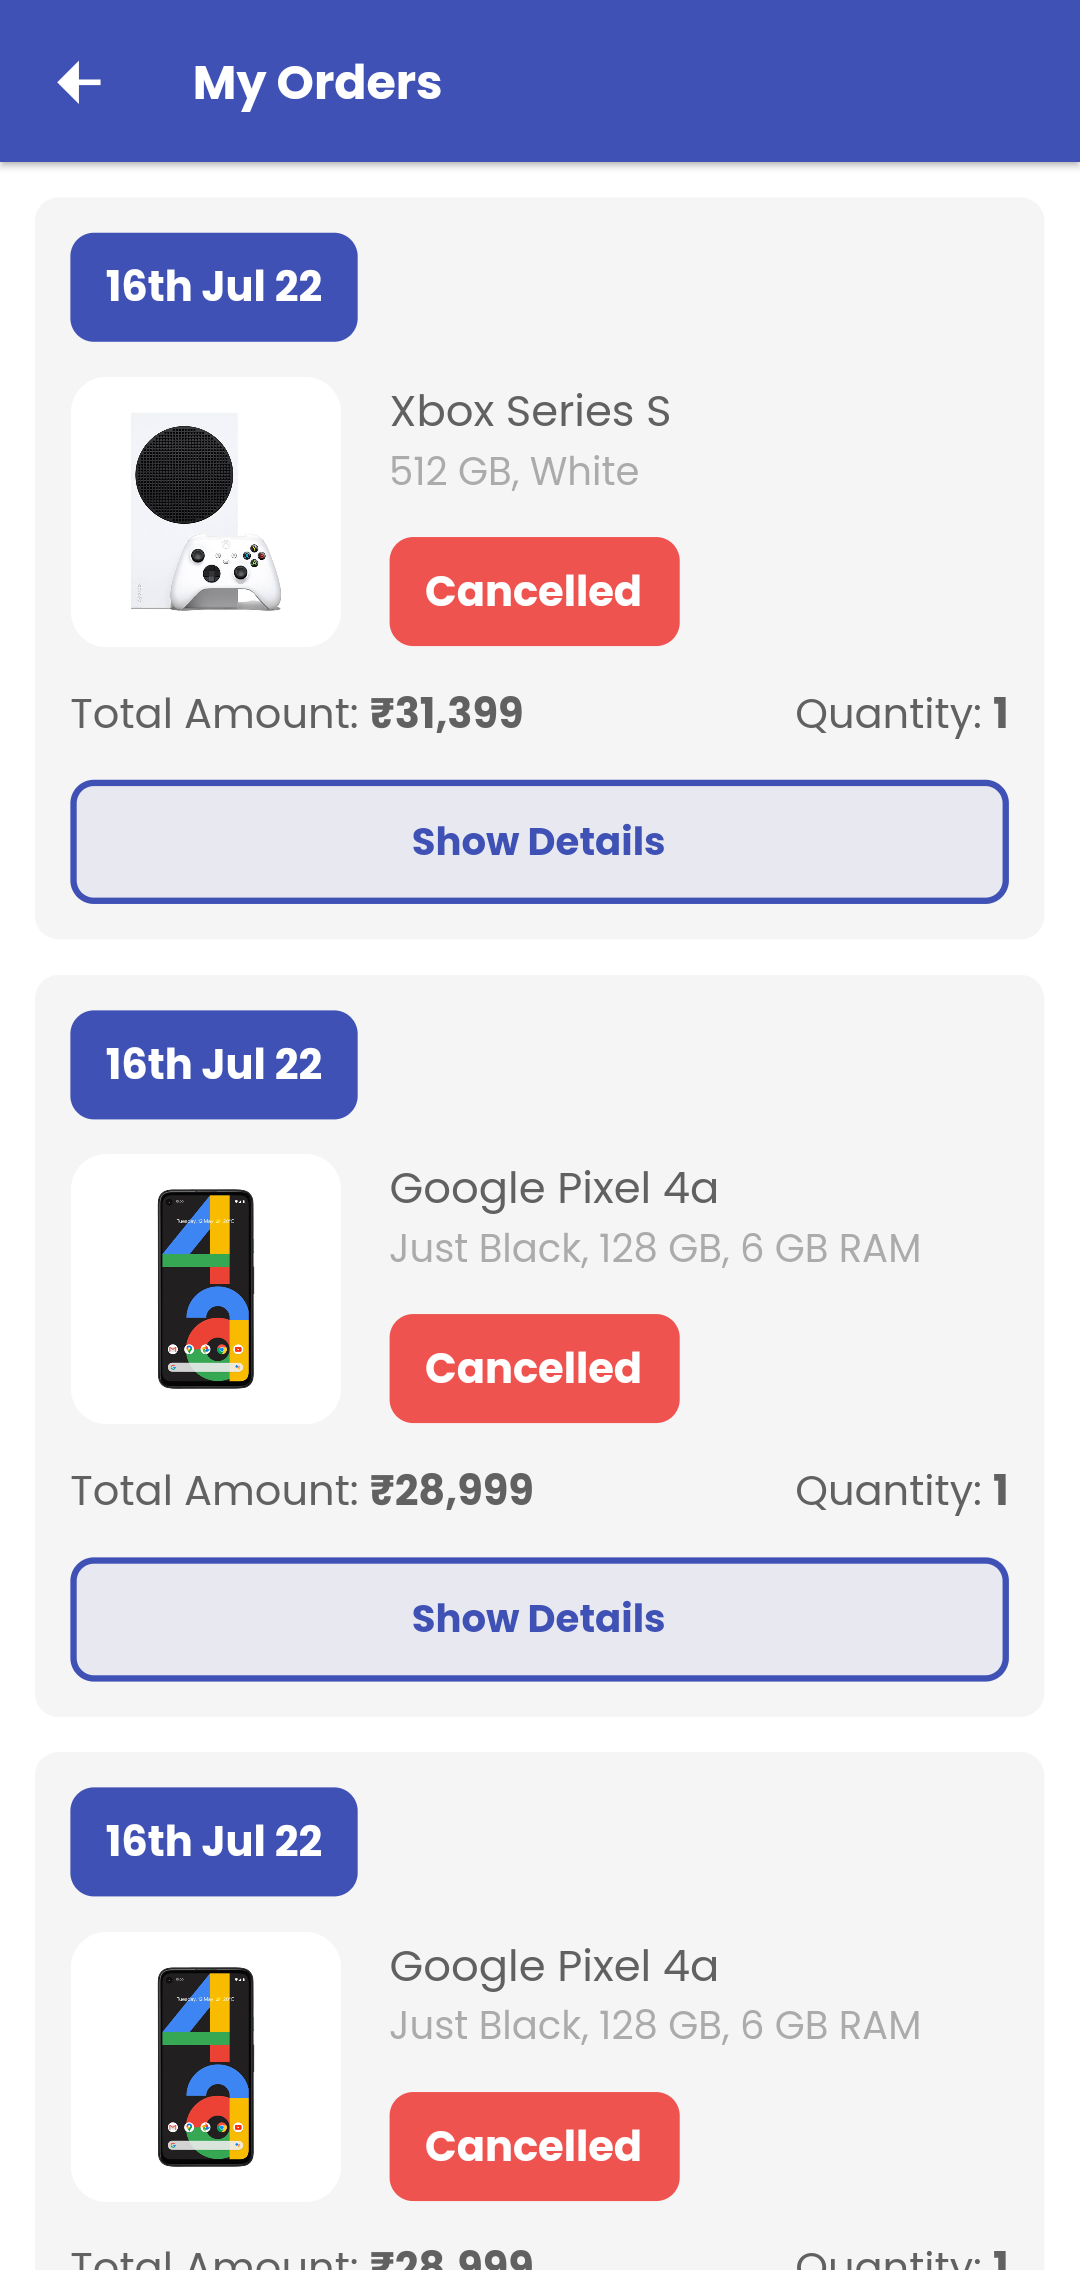 My Orders
16th Jul 22
Xbox Series S
512 GB, White
Cancelled
Total Amount: ₹31,399 Quantity: 1
Show Details
16th Jul 22
Google Pixel 4a
Just Black, 128 GB, 6 GB RAM
Cancelled
Total Amount: ₹28,999 Quantity: 1
Show Details
16th Jul 22
Google Pixel 4a
Just Black, 128 GB, 6 GB RAM
Cancelled
Total Amount: ₹28,999 Quantity: 1